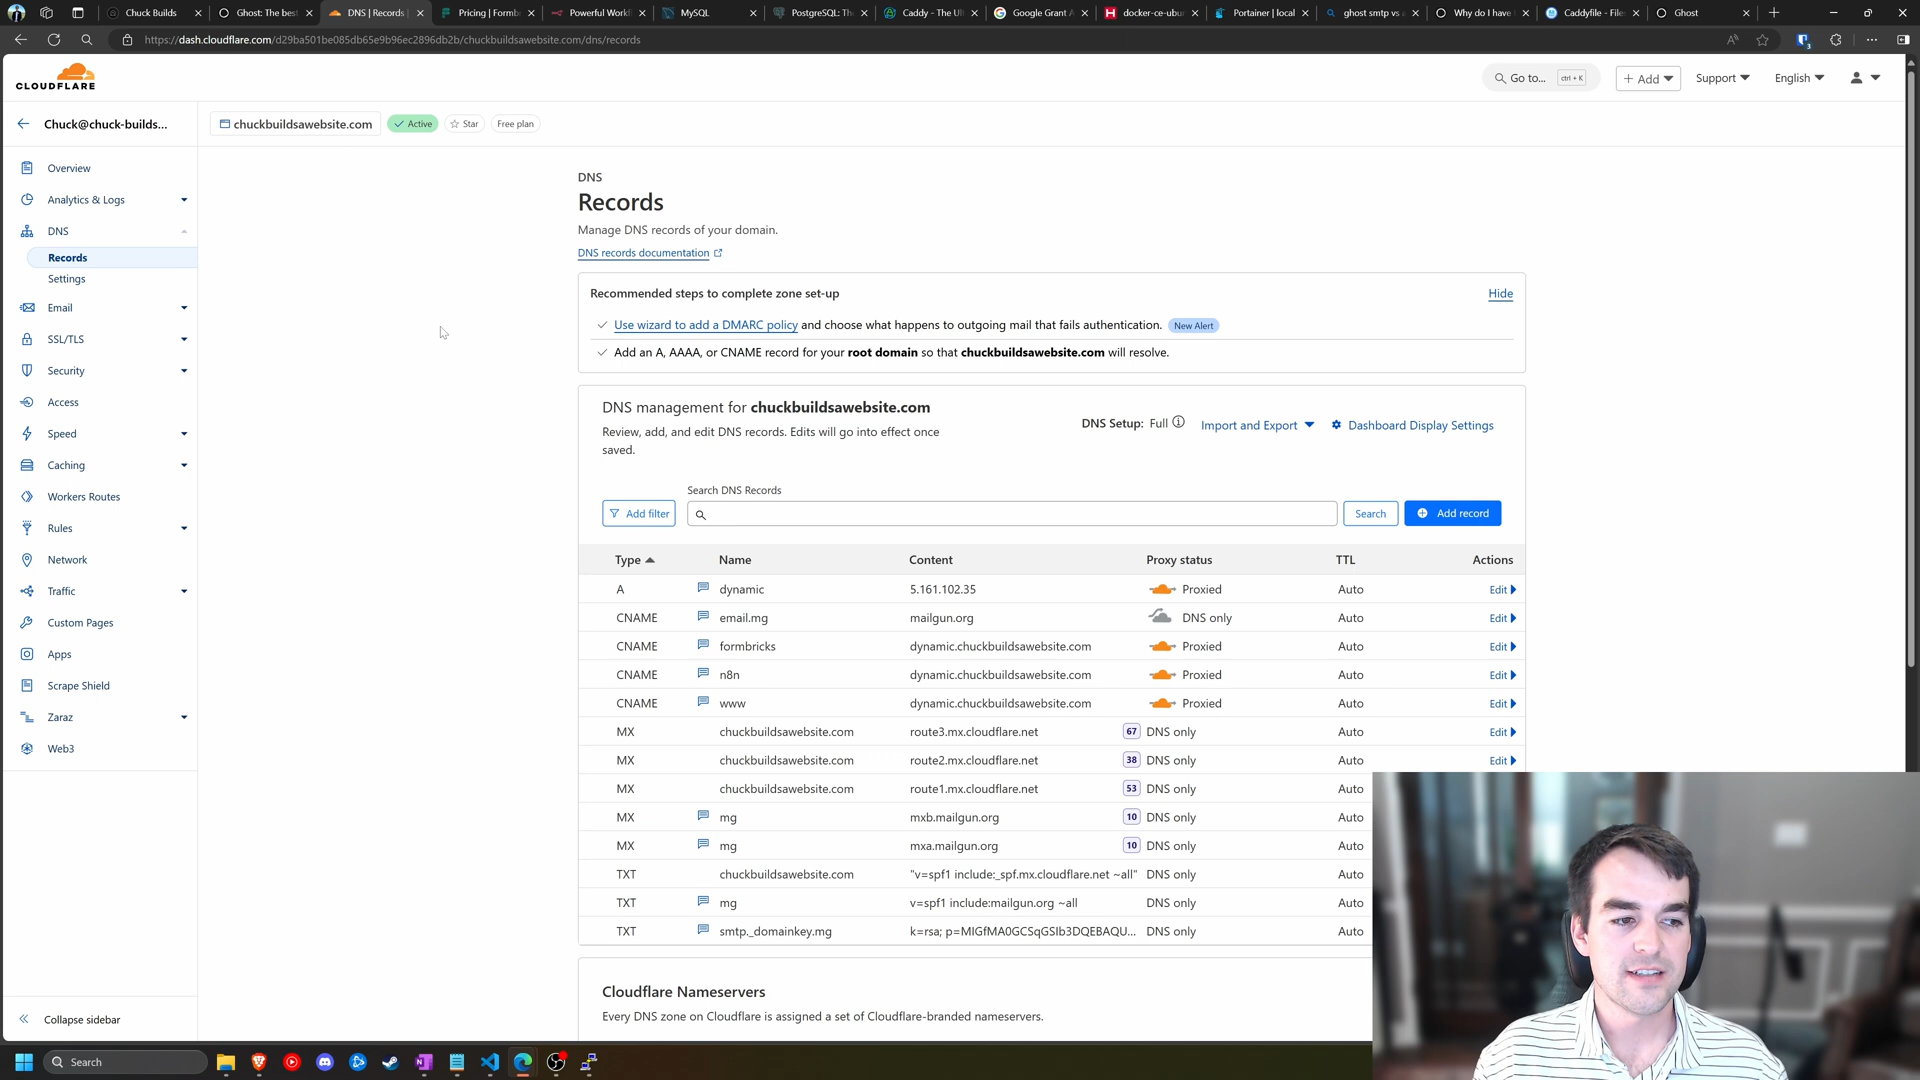 Chuck Builds
Ghost: The best
DNS | Records |
Pricing | Formbr
Powerful Workfl
MySQL
PostgreSQL: The
Caddy - The Ult
Google Grant A
docker-ce-ubun
Portainer | local
ghost smtp vs a
Why do I have
Caddyfile - File
Ghost
https://dash.cloudflare.com/d29ba501be085db65e9b96ec2896db2b/chuckbuildsawebsite.com/dns/records
CLOUDFLARE
Go to...
ctrl + K
Add
Support
English
Chuck@chuck-builds...
chuckbuildsawebsite.com
Active
Star
Free plan
Overview
Analytics & Logs
DNS
Records
Settings
Email
SSL/TLS
Security
Access
Speed
Caching
Workers Routes
Rules
Network
Traffic
Custom Pages
Apps
Scrape Shield
Zaraz
Web3
Collapse sidebar
DNS
Records
Manage DNS records of your domain.
DNS records documentation
Recommended steps to complete zone set-up
Hide
Use wizard to add a DMARC policy and choose what happens to outgoing mail that fails authentication. New Alert
Add an A, AAAA, or CNAME record for your root domain so that chuckbuildsawebsite.com will resolve.
DNS management for chuckbuildsawebsite.com
Review, add, and edit DNS records. Edits will go into effect once
saved.
DNS Setup: Full
Import and Export
Dashboard Display Settings
Search DNS Records
Add filter
Search
Add record
Type Name Content Proxy status TTL Actions
A dynamic 5.161.102.35 Proxied Auto Edit
CNAME email.mg mailgun.org DNS only Auto Edit
CNAME formbricks dynamic.chuckbuildsawebsite.com Proxied Auto Edit
CNAME n8n dynamic.chuckbuildsawebsite.com Proxied Auto Edit
CNAME www dynamic.chuckbuildsawebsite.com Proxied Auto Edit
MX chuckbuildsawebsite.com route3.mx.cloudflare.net 67 DNS only Auto Edit
MX chuckbuildsawebsite.com route2.mx.cloudflare.net 38 DNS only Auto Edit
MX chuckbuildsawebsite.com route1.mx.cloudflare.net 53 DNS only Auto
MX mg mxb.mailgun.org 10 DNS only Auto
MX mg mxa.mailgun.org 10 DNS only Auto
TXT chuckbuildsawebsite.com "v=spf1 include:_spf.mx.cloudflare.net ~all" DNS only Auto
TXT mg v=spf1 include:mailgun.org ~all DNS only Auto
TXT smtp._domainkey.mg k=rsa; p=MIGfMA0GCSqGSIb3DQEBAQU... DNS only Auto
Cloudflare Nameservers
Every DNS zone on Cloudflare is assigned a set of Cloudflare-branded nameservers.
Search